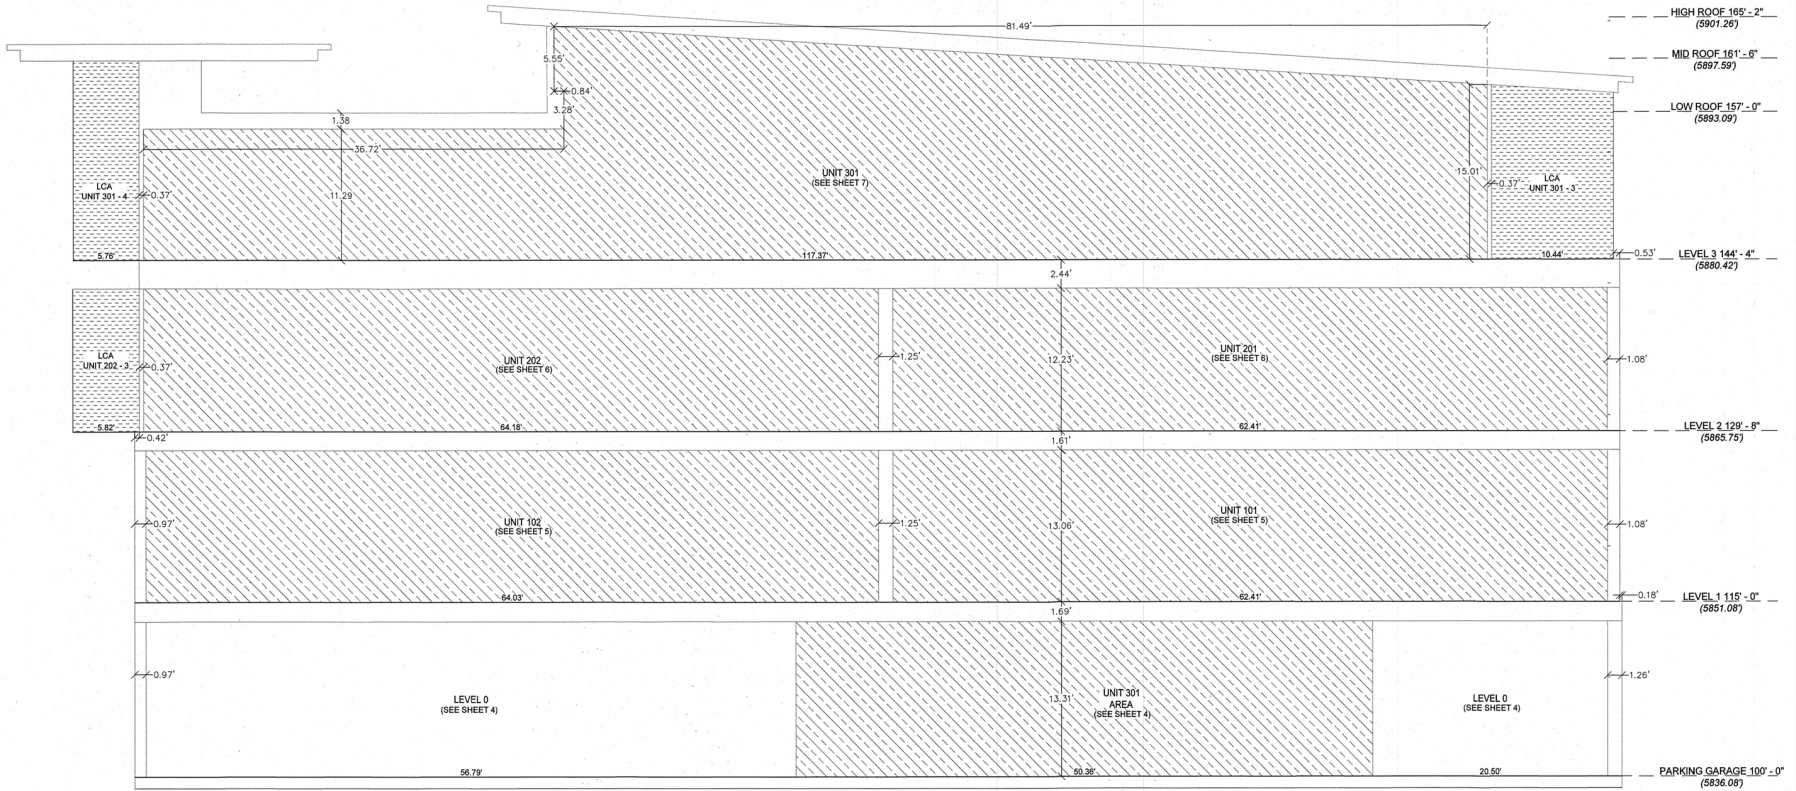 HIGH ROOF 165' - 2"
(5901.26')
81.49'
MID ROOF 161' - 6"
(5897.59')
5.55'
0.84'
3.28'
LOW ROOF 157' - 0"
(5893.09')
1.38
36.72'
UNIT 301
(SEE SHEET 7)
15.01'
LCA
UNIT 301 - 4
0.37'
11.29
0.37'
LCA
UNIT 301 - 3
5.76'
117.37'
10.44'
0.53'
LEVEL 3 144' - 4"
(5880.42')
2.44'
LCA
UNIT 202 - 3
0.37'
UNIT 202
(SEE SHEET 6)
1.25'
12.23'
UNIT 201
(SEE SHEET 6)
1.08'
5.82'
64.18'
62.41'
LEVEL 2 129' - 8"
(5865.75')
0.42'
1.61'
0.97'
UNIT 102
(SEE SHEET 5)
1.25'
13.06'
UNIT 101
(SEE SHEET 5)
1.08'
64.03'
62.41'
0.18'
LEVEL 1 115' - 0"
(5851.08')
1.69'
0.97'
LEVEL 0
(SEE SHEET 4)
13.31'
UNIT 301
AREA
(SEE SHEET 4)
LEVEL 0
(SEE SHEET 4)
1.26'
56.79'
50.36'
20.50'
PARKING GARAGE 100' - 0"
(5836.08')